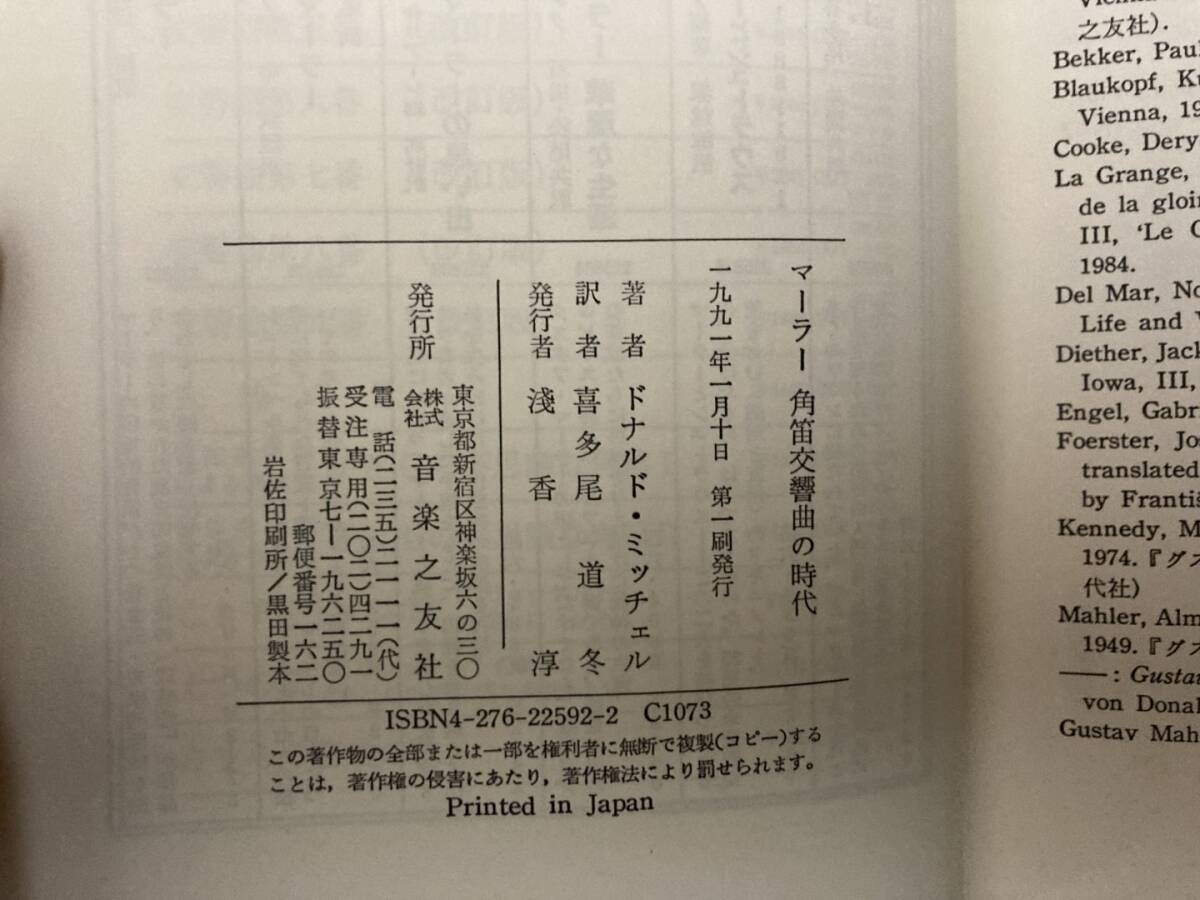 マーラー 角笛交響曲の時代
一九九一年一月十日 第一刷発行
著者 ドナルド・ミッチェル
訳者 喜多尾道冬
発行者 淺香淳
発行所
東京都新宿区神楽坂六の三〇
株式会社 音楽之友社
電話(二三五)二一一一(代)
受注専用(二〇二)四二九一
振替東京七―一九六二五〇
郵便番号一六二
岩佐印刷所/黒田製本
ISBN4-276-22592-2 C1073
この著作物の全部または一部を権利者に無断で複製(コピー)する
ことは,著作権の侵害にあたり,著作権法により罰せられます。
Printed in Japan
之友社).
Bekker, Paul
Blaukopf, Ku
Vienna, 19
Cooke, Dery
La Grange,
de la gloir
III, 'Le
1984.
Del Mar, No
Life and
Diether, Jack
Iowa, III,
Engel, Gabri
Foerster, Jo
translated
by Franti
Kennedy, M
1974.『グス
代社)
Mahler, Alm
1949.『グス
——: Gustav
von Donal
Gustav Mah